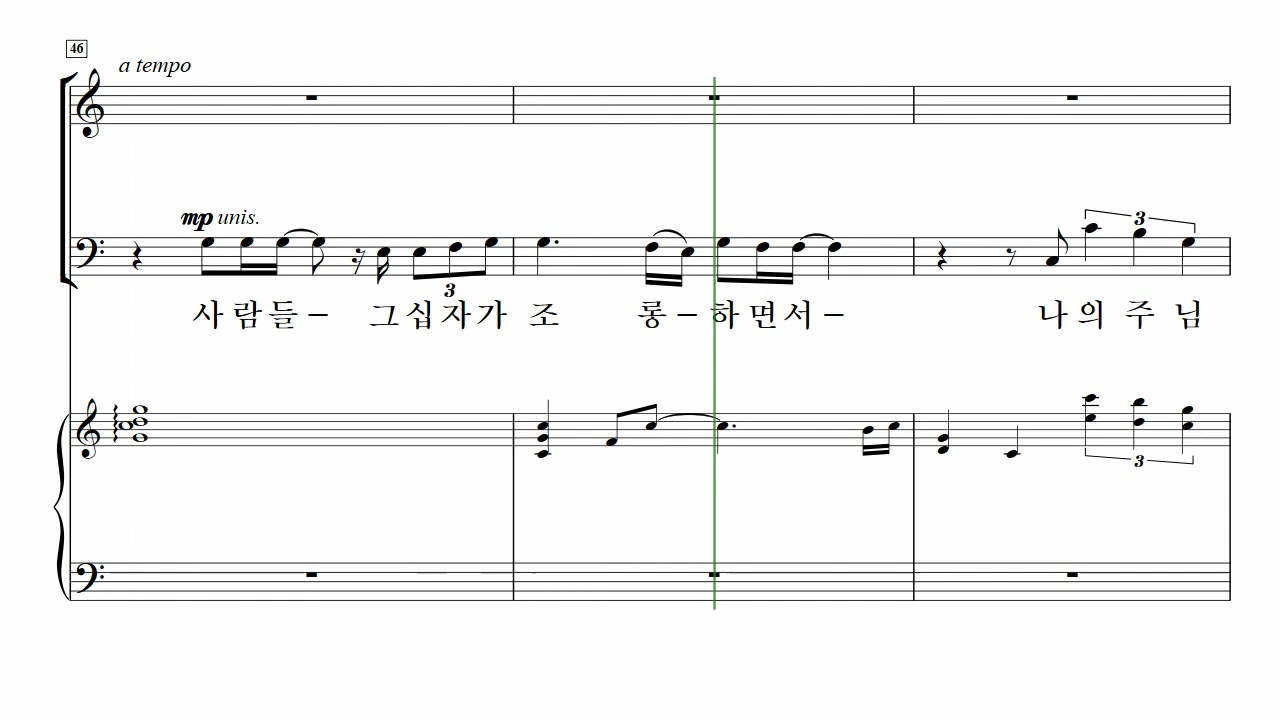 46
a tempo
mp unis.
3
3
사람들– 그십자가 조 롱–하면서– 나의 주 님
3